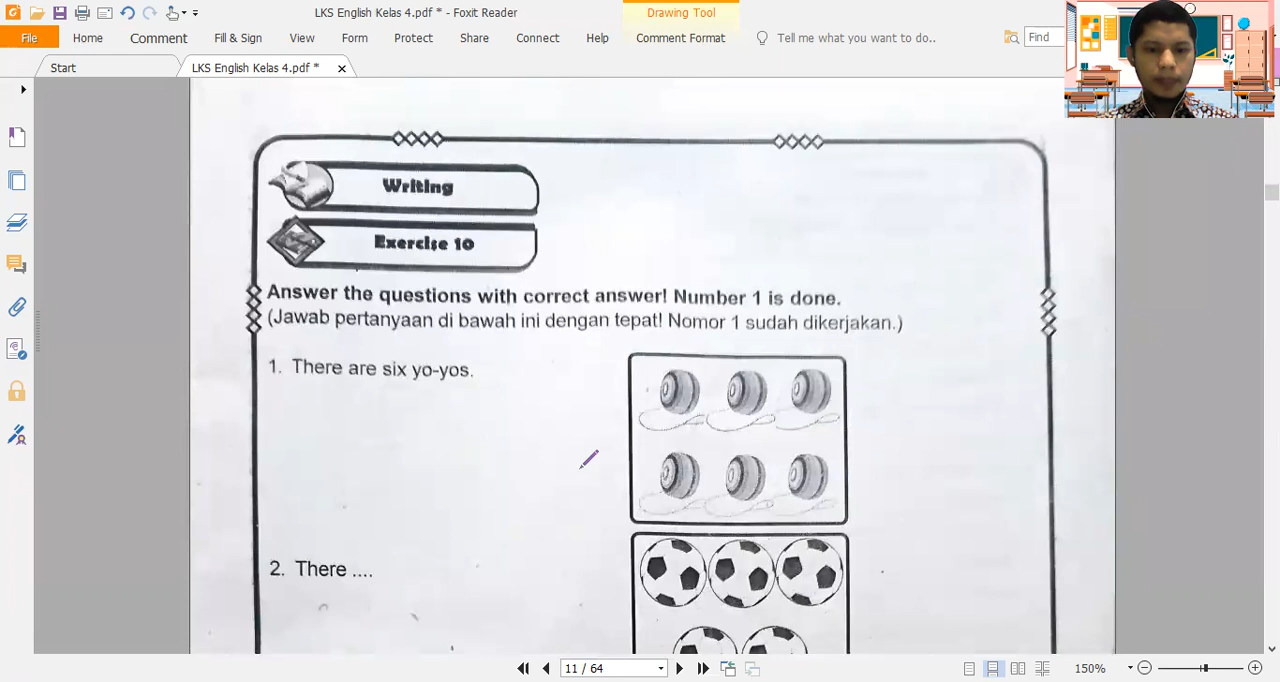 LKS English Kelas 4.pdf * - Foxit Reader
Drawing Tool
File Home Comment Fill & Sign View Form Protect Share Connect Help Comment Format Tell me what you want to do.. Find
Start LKS English Kelas 4.pdf *
Writing
Exercise 10
Answer the questions with correct answer! Number 1 is done.
(Jawab pertanyaan di bawah ini dengan tepat! Nomor 1 sudah dikerjakan.)
1. There are six yo-yos.
2. There ....
11 / 64
150%